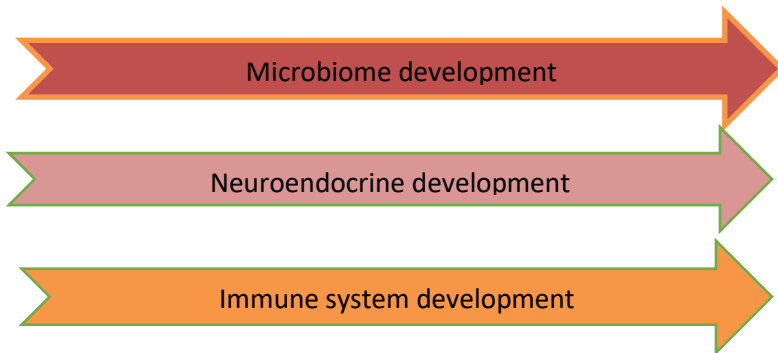 Microbiome development
Neuroendocrine development
Immune system development